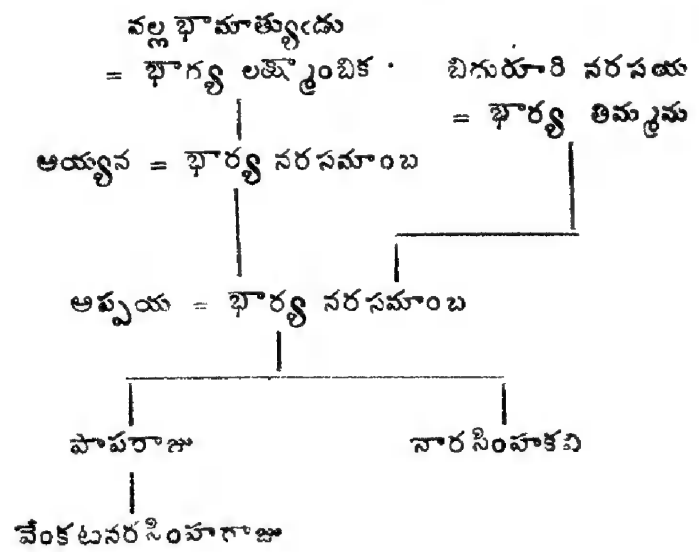 వల్లభామాత్యుఁడు
= భాగ్య లక్ష్మాంబిక
బిగురూరి నరసయ
= భార్య తిమ్మమ
అయ్యన = భార్య నరసమాంబ
అప్పయ = భార్య నరసమాంబ
పాపరాజు
నారసింహకవి
వేంకటనరసింహరాజు